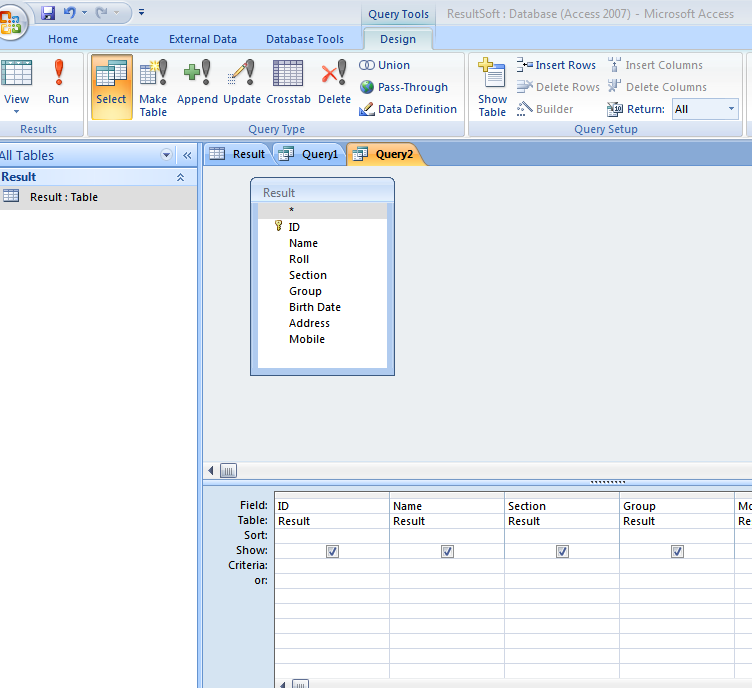 Query Tools ResultSoft : Database (Access 2007) - Microsoft Access
Home Create External Data Database Tools Design
View Run Select Make Table Append Update Crosstab Delete
Union
Pass-Through
Data Definition
Show Table
Insert Rows
Delete Rows
Builder
Insert Columns
Delete Columns
Return: All
Results Query Type Query Setup
All Tables
Result
Result : Table
Result Query1 Query2
Result
*
ID
Name
Roll
Section
Group
Birth Date
Address
Mobile
Field: ID Name Section Group
Table: Result Result Result Result
Sort:
Show:
Criteria:
or: